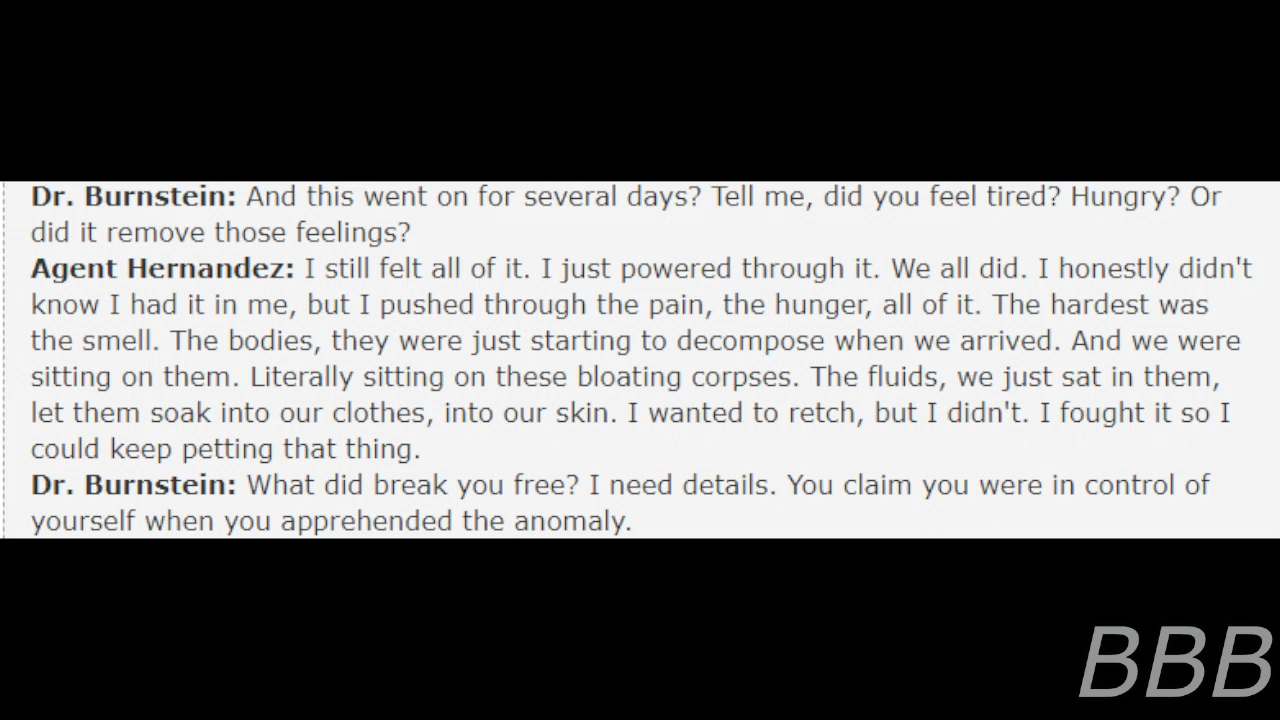 Dr. Burnstein: And this went on for several days? Tell me, did you feel tired? Hungry? Or
did it remove those feelings?
Agent Hernandez: I still felt all of it. I just powered through it. We all did. I honestly didn't
know I had it in me, but I pushed through the pain, the hunger, all of it. The hardest was
the smell. The bodies, they were just starting to decompose when we arrived. And we were
sitting on them. Literally sitting on these bloating corpses. The fluids, we just sat in them,
let them soak into our clothes, into our skin. I wanted to retch, but I didn't. I fought it so I
could keep petting that thing.
Dr. Burnstein: What did break you free? I need details. You claim you were in control of
yourself when you apprehended the anomaly.
BBB